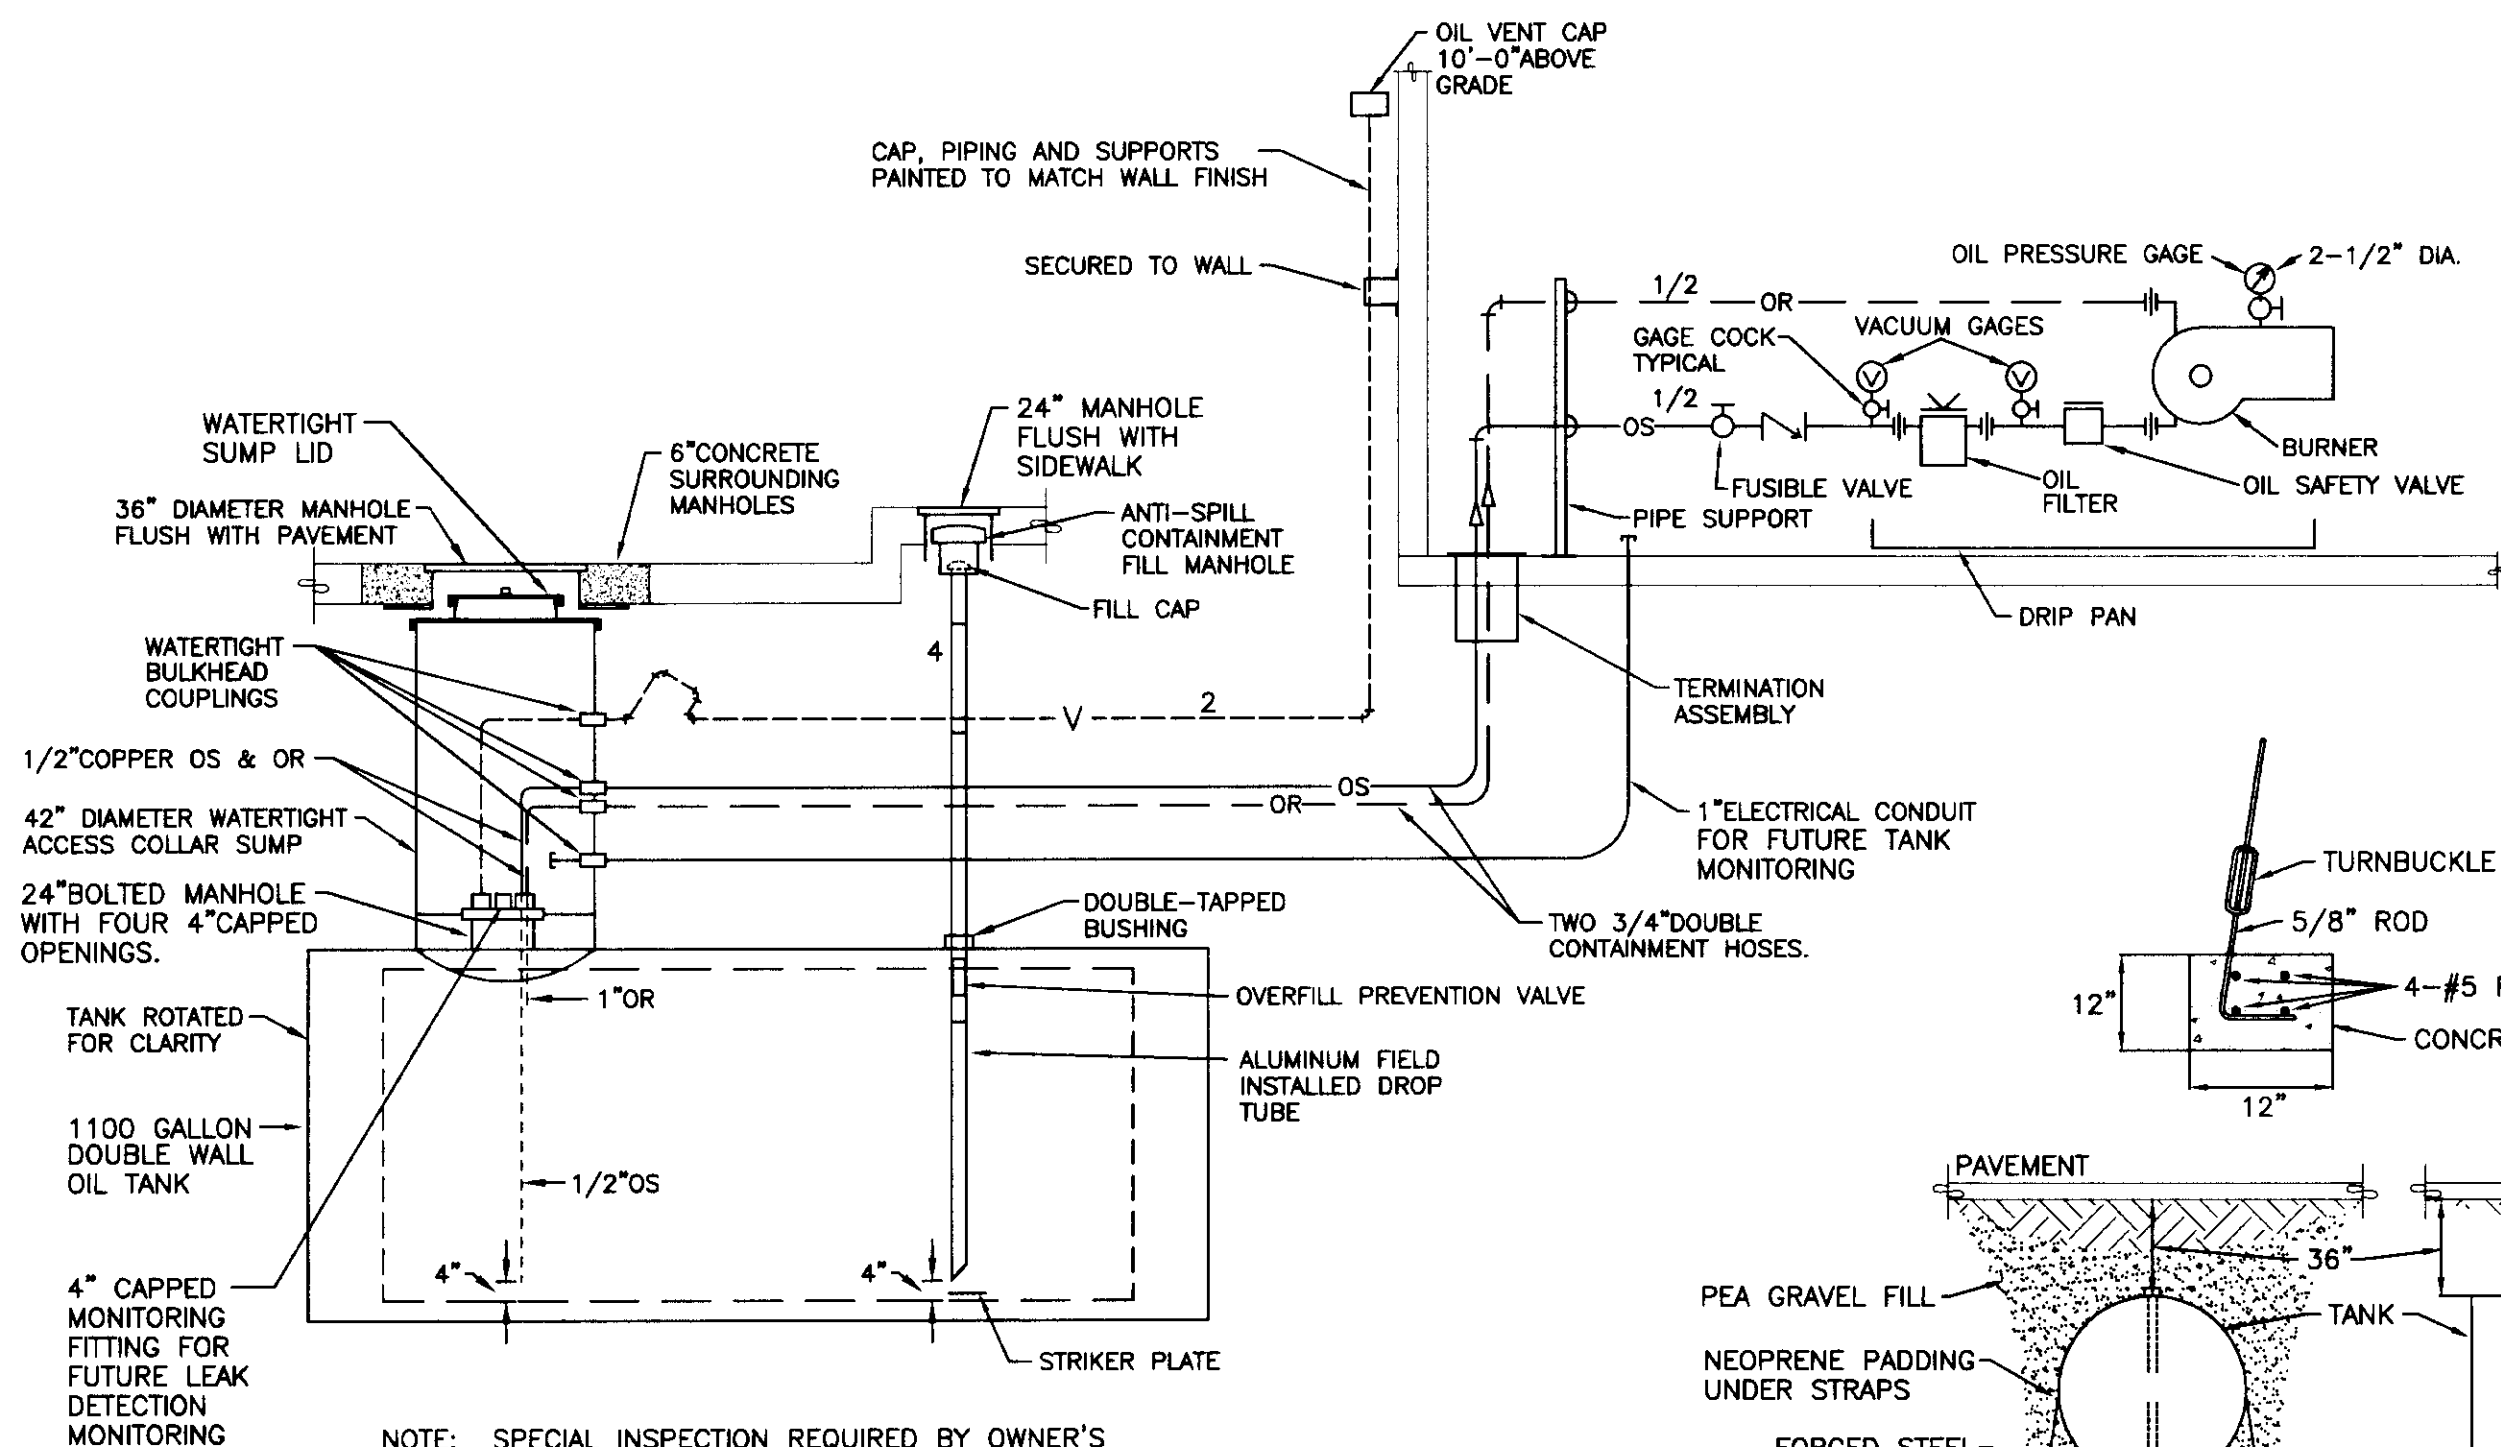 OIL VENT CAP
10'-0"ABOVE
GRADE
CAP, PIPING AND SUPPORTS
PAINTED TO MATCH WALL FINISH
SECURED TO WALL
OIL PRESSURE GAGE
2-1/2" DIA.
1/2
OR
VACUUM GAGES
GAGE COCK
TYPICAL
V
V
1/2
OS
BURNER
FUSIBLE VALVE
OIL
FILTER
OIL SAFETY VALVE
PIPE SUPPORT
DRIP PAN
WATERTIGHT
SUMP LID
6"CONCRETE
SURROUNDING
MANHOLES
24" MANHOLE
FLUSH WITH
SIDEWALK
36" DIAMETER MANHOLE
FLUSH WITH PAVEMENT
ANTI-SPILL
CONTAINMENT
FILL MANHOLE
FILL CAP
WATERTIGHT
BULKHEAD
COUPLINGS
4
V
2
TERMINATION
ASSEMBLY
1/2"COPPER OS & OR
OS
OR
42" DIAMETER WATERTIGHT
ACCESS COLLAR SUMP
1"ELECTRICAL CONDUIT
FOR FUTURE TANK
MONITORING
24"BOLTED MANHOLE
WITH FOUR 4"CAPPED
OPENINGS.
DOUBLE-TAPPED
BUSHING
TWO 3/4"DOUBLE
CONTAINMENT HOSES.
TURNBUCKLE
5/8" ROD
4-#5
12"
CONCR
12"
1"OR
OVERFILL PREVENTION VALVE
TANK ROTATED
FOR CLARITY
ALUMINUM FIELD
INSTALLED DROP
TUBE
1100 GALLON
DOUBLE WALL
OIL TANK
1/2"OS
4"
4"
4" CAPPED
MONITORING
FITTING FOR
FUTURE LEAK
DETECTION
MONITORING
STRIKER PLATE
NOTE: SPECIAL INSPECTION REQUIRED BY OWNER'S
PAVEMENT
36"
PEA GRAVEL FILL
TANK
NEOPRENE PADDING
UNDER STRAPS
FORGED STEEL